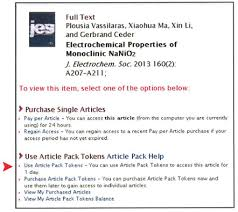 jes
Full Text
Plousia Vassilaras, Xiaohua Ma, Xin Li,
and Gerbrand Ceder
Electrochemical Properties of
Monoclinic NaNiO2
J. Electrochem. Soc. 2013 160(2):
A207-A211;
To view this item, select one of the options below:
Purchase Single Articles
Pay per Article - You can access this article (from the computer you are currently
using) for 24 hours.
Regain Access - You can regain access to a recent Pay per Article purchase if your
access period has not yet expired.
Use Article Pack Tokens Article Pack Help
Use Article Pack Tokens - You can use Article Pack Tokens to access this article for
1 day.
Purchase Article Pack Tokens - You can purchase Article Pack Tokens now and
use them later to gain access to individual articles.
View My Purchased Articles
View My Article Pack Tokens Balance